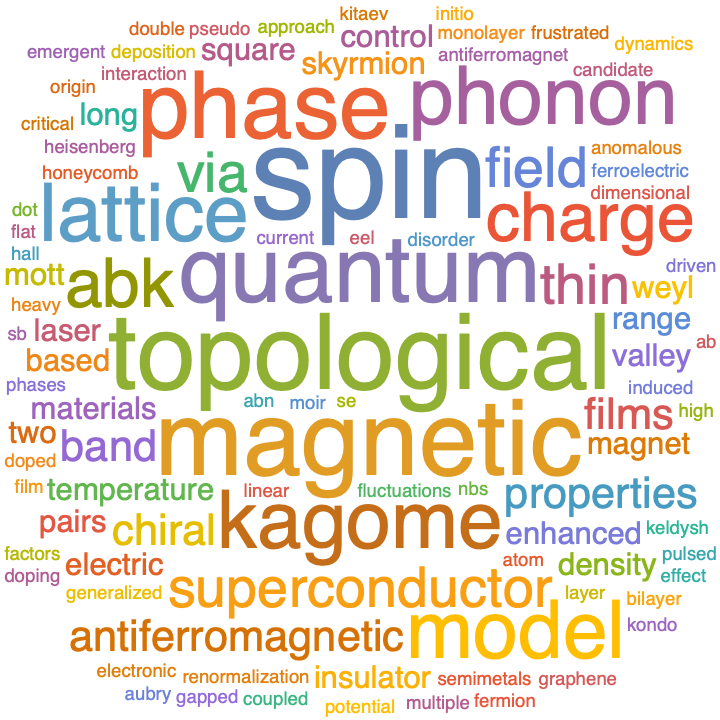 kitaev initio
double pseudo approach control monolayer frustrated
emergent deposition square skyrmion antiferromagnet dynamics
interaction candidate
origin phase phonon
long
critical
heisenberg via spin field anomalous
honeycomb ferroelectric
dot lattice charge dimensional
flat
hall current eel disorder
mott abk quantum thin weyl driven
heavy
sb laser range ab
based topological valley
phases induced
materials abn moir se films high
two band magnetic magnet
doped
film temperature linear fluctuations nbs properties
pairs chiral kagome enhanced keldysh
factors electric atom density pulsed
doping effect
generalized superconductor layer bilayer
antiferromagnetic model kondo
electronic renormalization insulator semimetals graphene
aubry gapped coupled potential multiple fermion